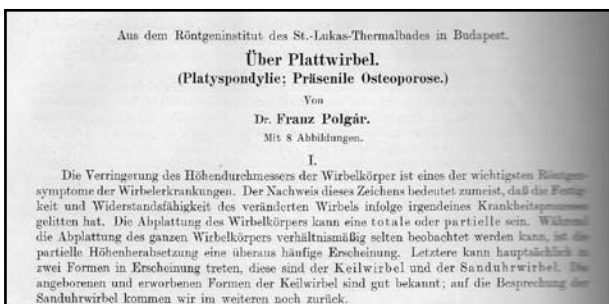 Aus dem Röntgeninstitut des St.-Lukas-Thermalbades in Budapest.
Über Plattwirbel.
(Platyspondylie; Präsenile Osteoporose.)
Von
Dr. Franz Polgár.
Mit 8 Abbildungen.
I.
Die Verringerung des Höhendurchmessers der Wirbelkörper ist eines der wichtigsten Röntgen-
symptome der Wirbelerkrankungen. Der Nachweis dieses Zeichens bedeutet zumeist, daß die Festig-
keit und Widerstandsfähigkeit des veränderten Wirbels infolge irgendeines Krankheitsprozesses
gelitten hat. Die Abplattung des Wirbelkörpers kann eine totale oder partielle sein. Während
die Abplattung des ganzen Wirbelkörpers verhältnismäßig selten beobachtet werden kann, ist die
partielle Höhenherabsetzung eine überaus häufige Erscheinung. Letztere kann hauptsächlich in
zwei Formen in Erscheinung treten, diese sind der Keilwirbel und der Sanduhrwirbel. Die
angeborenen und erworbenen Formen der Keilwirbel sind gut bekannt; auf die Besprechung der
Sanduhrwirbel kommen wir im weiteren noch zurück.